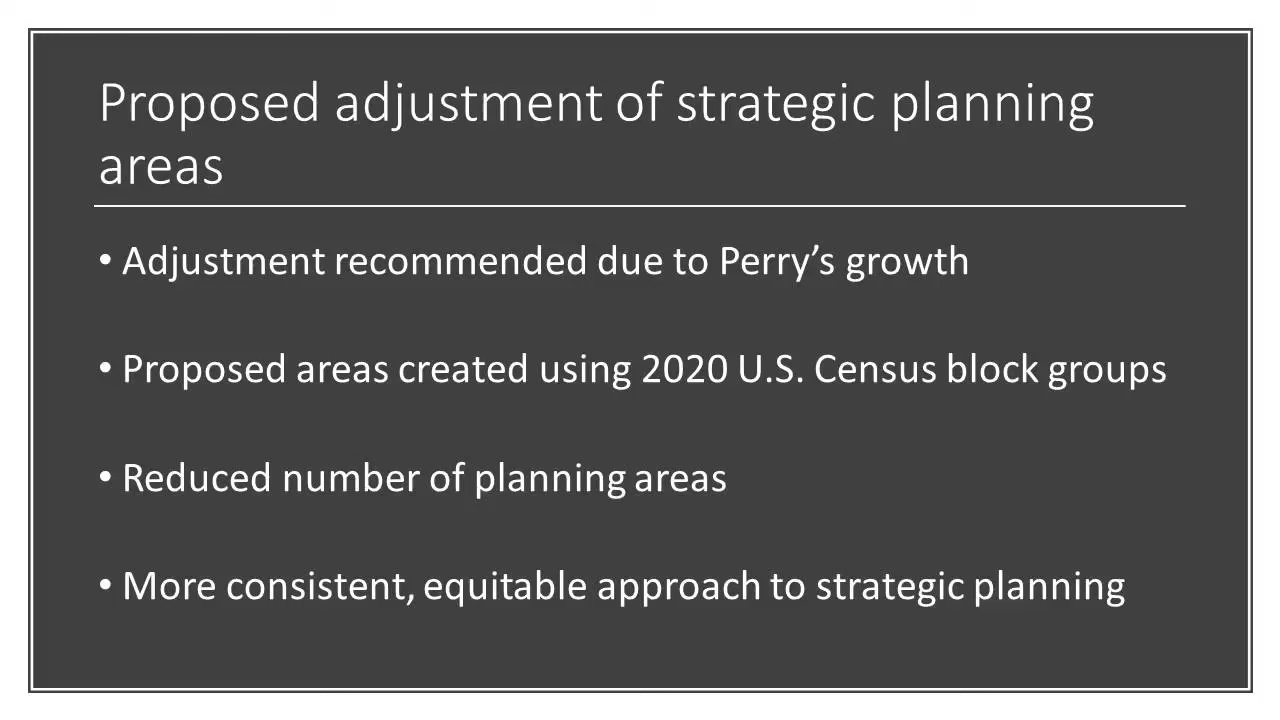 Proposed adjustment of strategic planning
areas
• Adjustment recommended due to Perry’s growth
• Proposed areas created using 2020 U.S. Census block groups
• Reduced number of planning areas
• More consistent, equitable approach to strategic planning